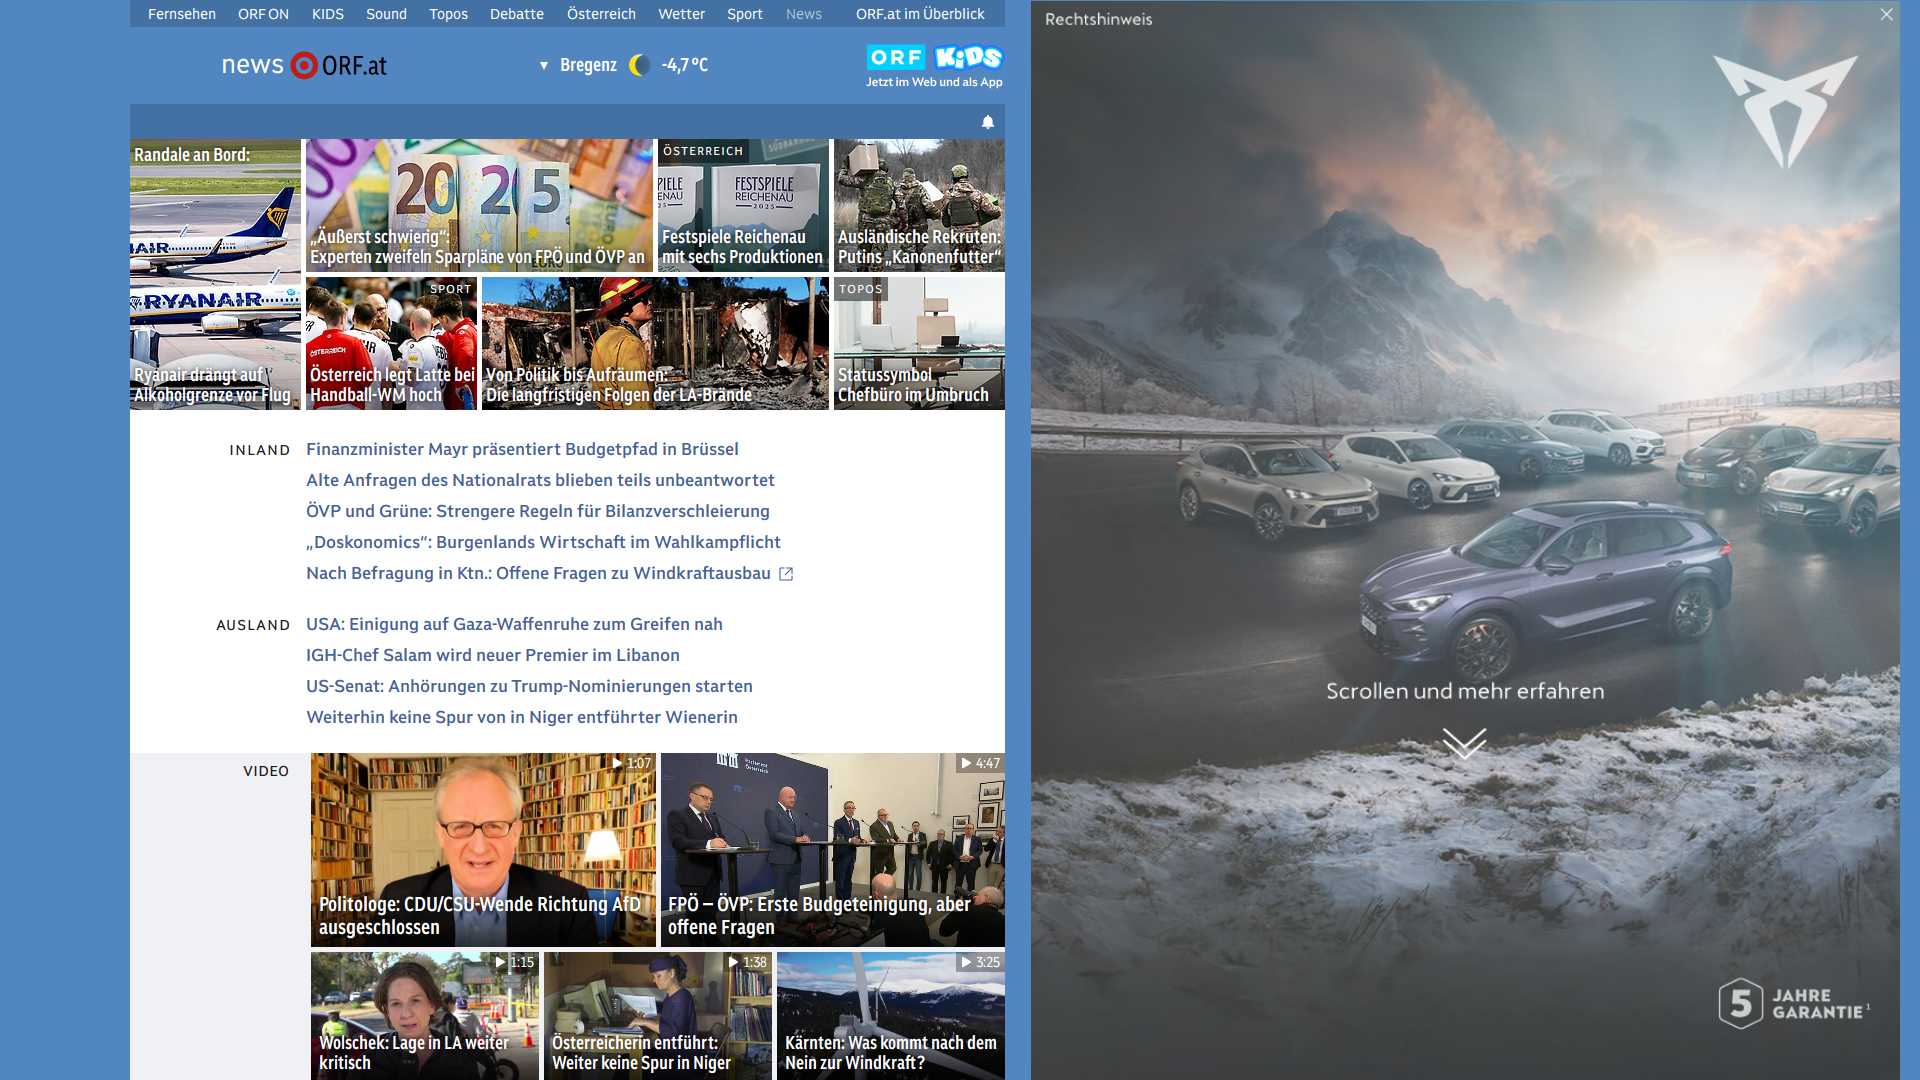 Fernsehen ORF ON KIDS Sound Topos Debatte Österreich Wetter Sport News ORF.at im Überblick
news ORF.at
▼ Bregenz -4,7 °C
ORF KiDS
Jetzt im Web und als App
Randale an Bord:
RYANAIR
Ryanair drängt auf
Alkoholgrenze vor Flug
2025
EURO
„Äußerst schwierig“:
Experten zweifeln Sparpläne von FPÖ und ÖVP an
ÖSTERREICH
FESTSPIELE
REICHENAU
2025
Festspiele Reichenau
mit sechs Produktionen
Ausländische Rekruten:
Putins „Kanonenfutter“
SPORT
ÖSTERREICH
Österreich legt Latte bei
Handball-WM hoch
Von Politik bis Aufräumen:
Die langfristigen Folgen der LA-Brände
TOPOS
Statussymbol
Chefbüro im Umbruch
INLAND
Finanzminister Mayr präsentiert Budgetpfad in Brüssel
Alte Anfragen des Nationalrats blieben teils unbeantwortet
ÖVP und Grüne: Strengere Regeln für Bilanzverschleierung
„Doskonomics“: Burgenlands Wirtschaft im Wahlkampflicht
Nach Befragung in Ktn.: Offene Fragen zu Windkraftausbau
AUSLAND
USA: Einigung auf Gaza-Waffenruhe zum Greifen nah
IGH-Chef Salam wird neuer Premier im Libanon
US-Senat: Anhörungen zu Trump-Nominierungen starten
Weiterhin keine Spur von in Niger entführter Wienerin
VIDEO
1:07
Politologe: CDU/CSU-Wende Richtung AfD
ausgeschlossen
4:47
FPÖ – ÖVP: Erste Budgeteinigung, aber
offene Fragen
1:15
Wolschek: Lage in LA weiter
kritisch
1:38
Österreicherin entführt:
Weiter keine Spur in Niger
3:25
Kärnten: Was kommt nach dem
Nein zur Windkraft?
Rechtshinweis
Scrollen und mehr erfahren
5 JAHRE
GARANTIE¹